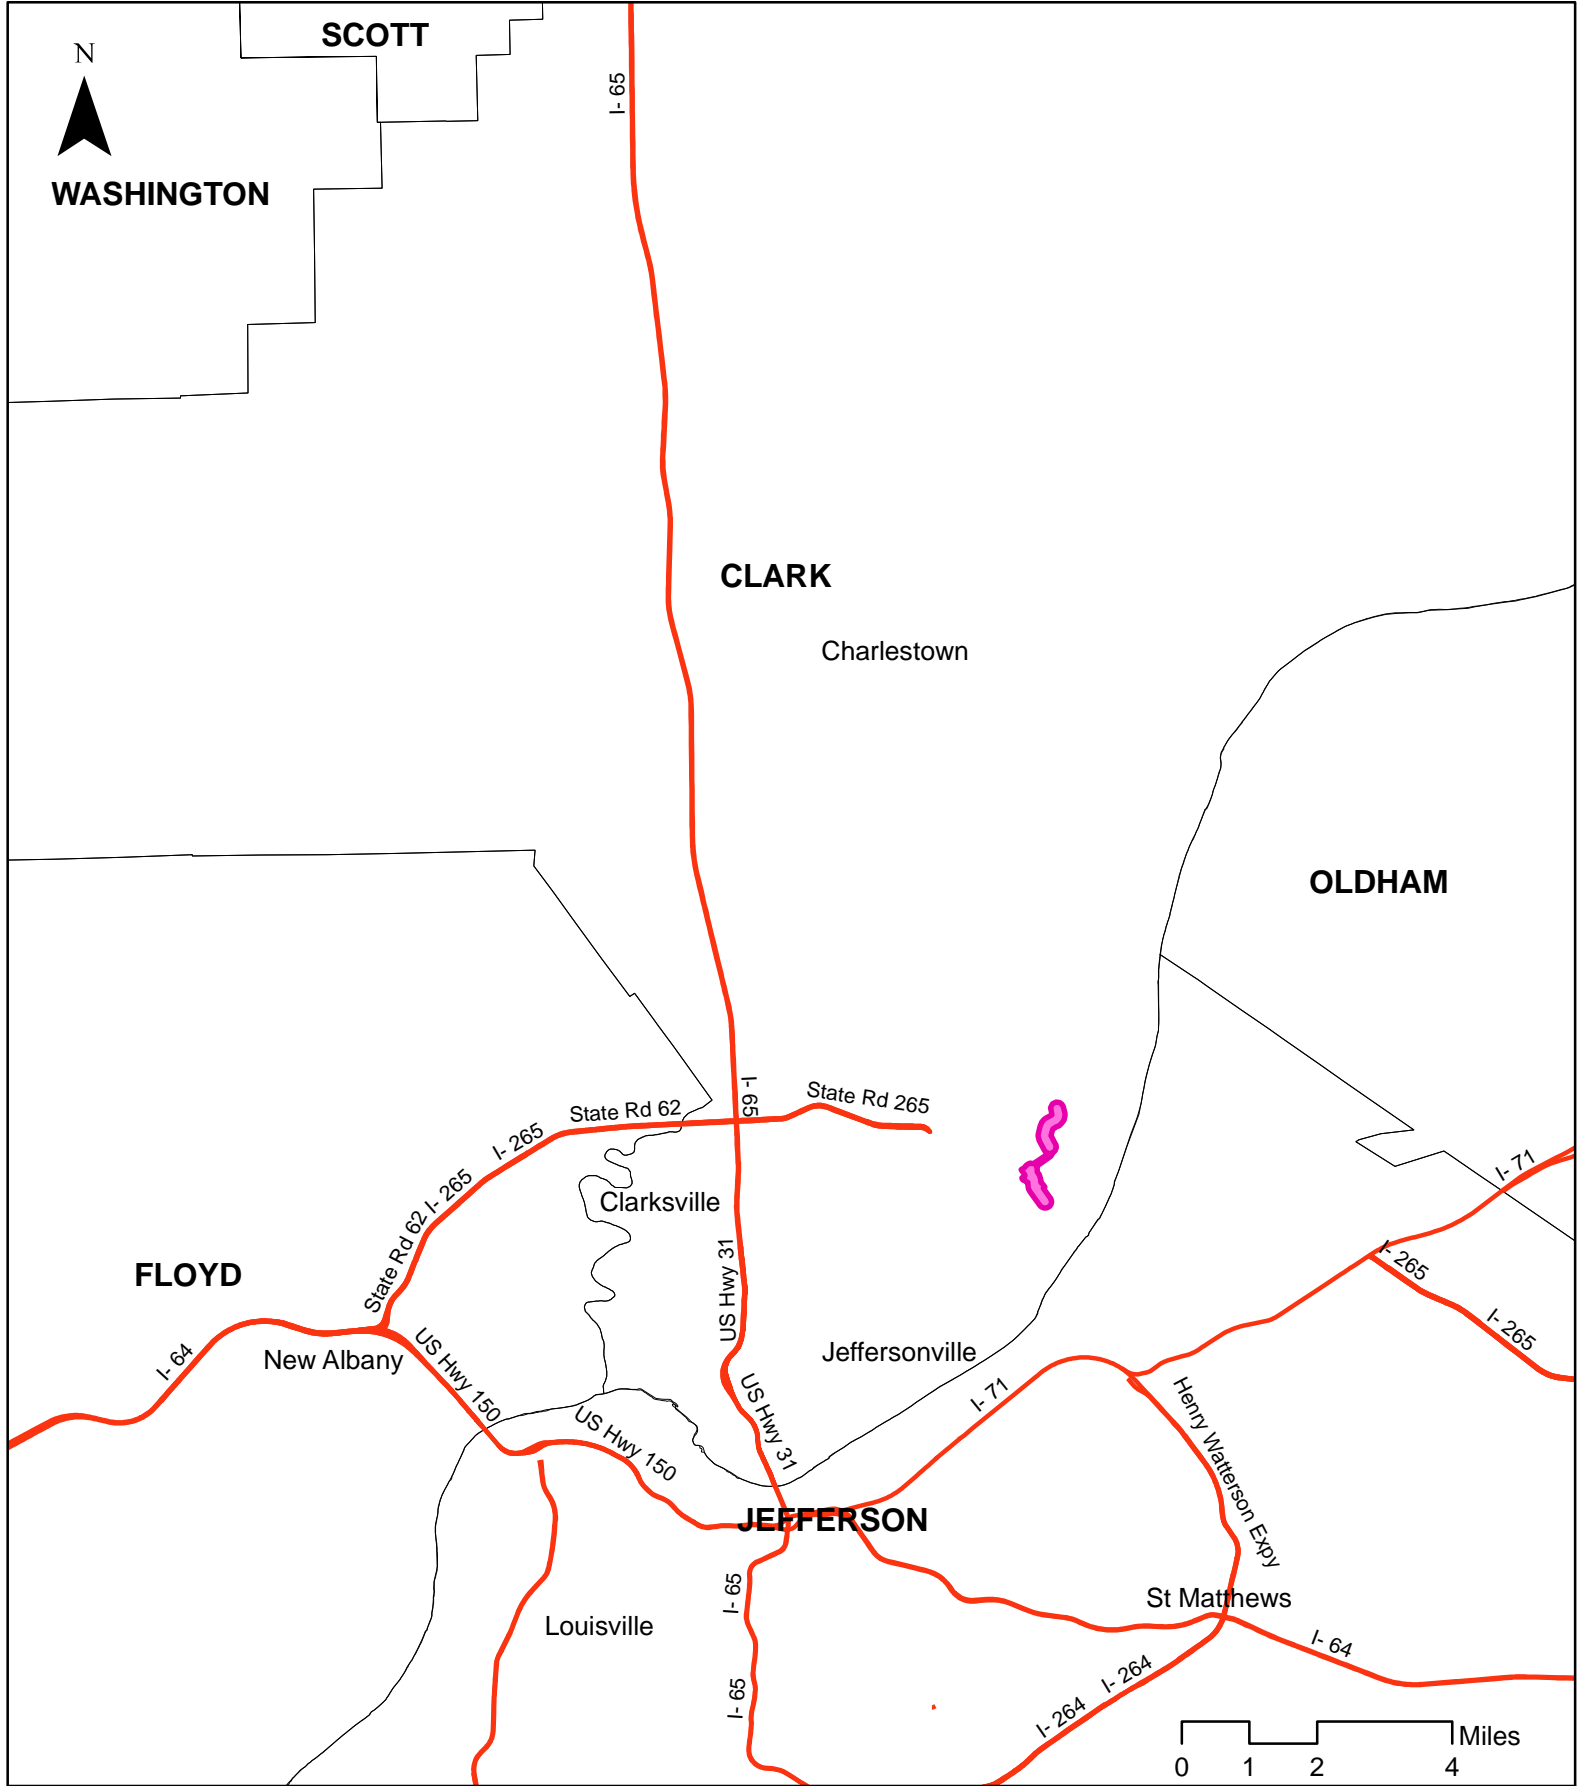 SCOTT
N
I- 65
WASHINGTON
CLARK
Charlestown
OLDHAM
I- 65
State Rd 265
State Rd 62
I- 265
I- 71
I- 265
Clarksville
State Rd 62
US Hwy 31
I- 265
FLOYD
I- 265
US Hwy 150
Jeffersonville
New Albany
I- 64
US Hwy 31
I- 71
Henry Watterson Expy
US Hwy 150
JEFFERSON
I- 65
St Matthews
Louisville
I- 64
I- 264
I- 65
I- 264
Miles
0 1 2 4